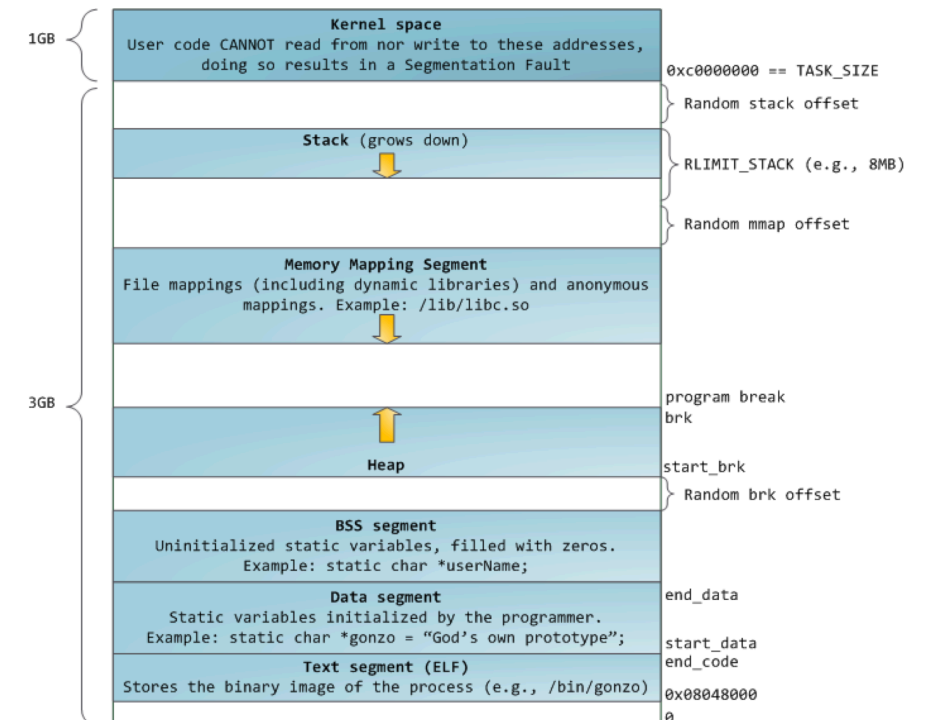 Kernel space
1GB
User code CANNOT read from nor write to these addresses,
doing so results in a Segmentation Fault
0xc0000000 == TASK_SIZE
Random stack offset
Stack (grows down)
RLIMIT_STACK (e.g., 8MB)
Random mmap offset
Memory Mapping Segment
File mappings (including dynamic libraries) and anonymous
mappings. Example: /lib/libc.so
3GB
program break
brk
Heap
start_brk
Random brk offset
BSS segment
Uninitialized static variables, filled with zeros.
Example: static char *userName;
Data segment
end_data
Static variables initialized by the programmer.
Example: static char *gonzo = “God’s own prototype”;
start_data
end_code
Text segment (ELF)
Stores the binary image of the process (e.g., /bin/gonzo)
0x08048000
0